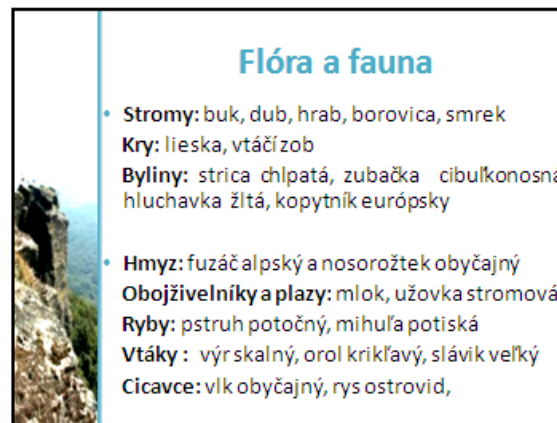 Flóra a fauna
• Stromy: buk, dub, hrab, borovica, smrek
Kry: lieska, vtáčí zob
Byliny: strica chlpatá, zubačka cibuľkonosná
hluchavka žltá, kopytník európsky
• Hmyz: fuzáč alpský a nosorožtek obyčajný
Obojživelníky a plazy: mlok, užovka stromová
Ryby: pstruh potočný, mihuľa potiská
Vtáky : výr skalný, orol krikľavý, slávik veľký
Cicavce: vlk obyčajný, rys ostrovid,